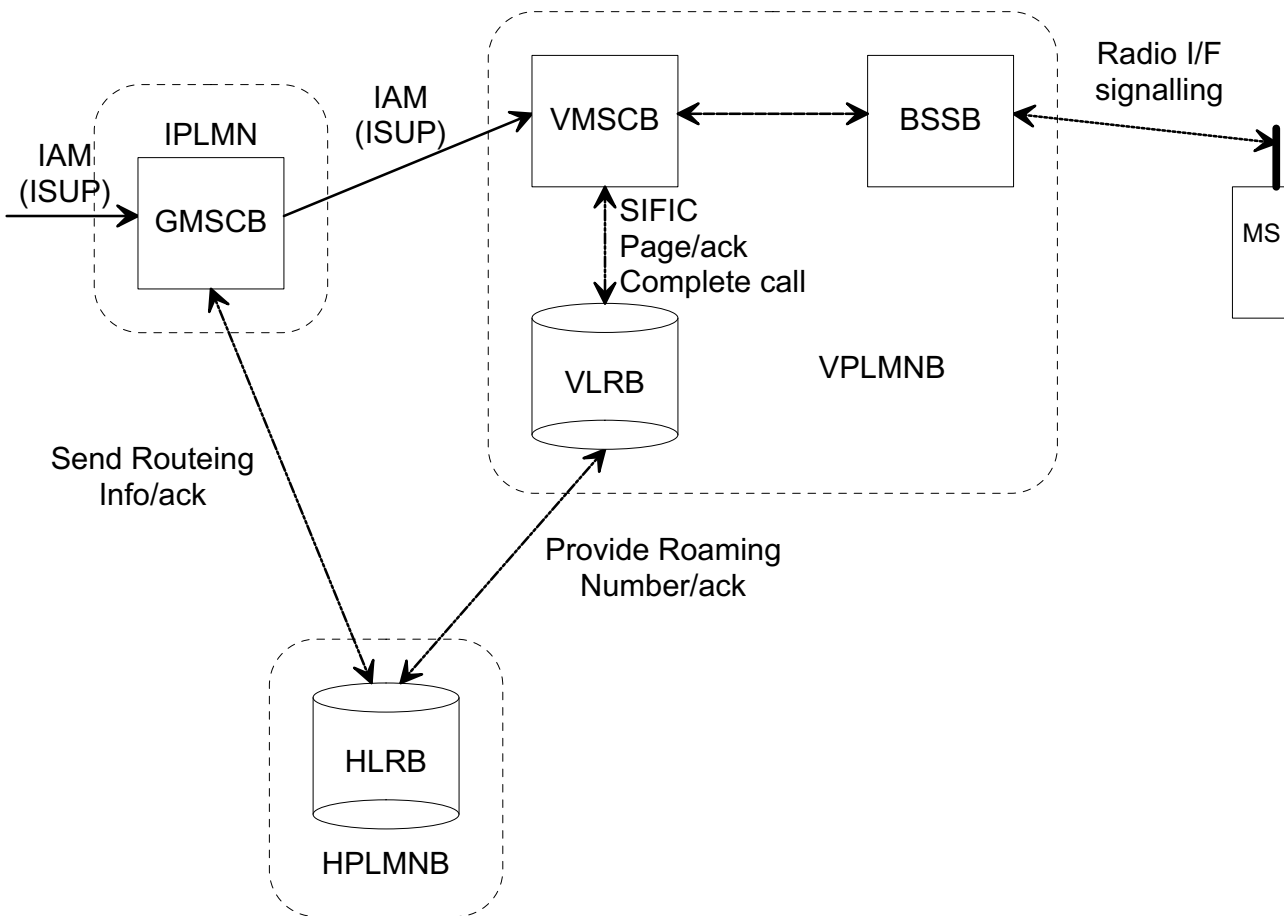 Radio I/F
signalling
IAM
(ISUP)
VMSCB
BSSB
IPLMN
IAM
(ISUP)
GMSCB
MS
SIFIC
Page/ack
Complete call
VLRB
VPLMNB
Send Routeing
Info/ack
Provide Roaming
Number/ack
HLRB
HPLMNB